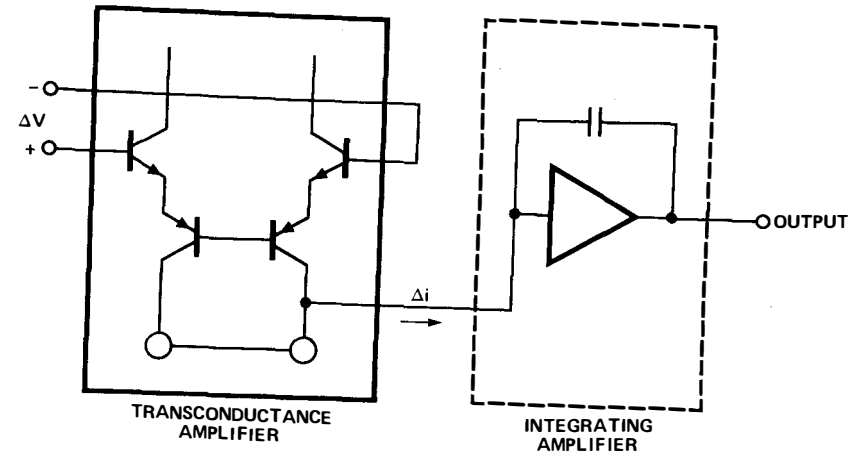 -
ΔV
+
Δi
OUTPUT
TRANSCONDUCTANCE
AMPLIFIER
INTEGRATING
AMPLIFIER